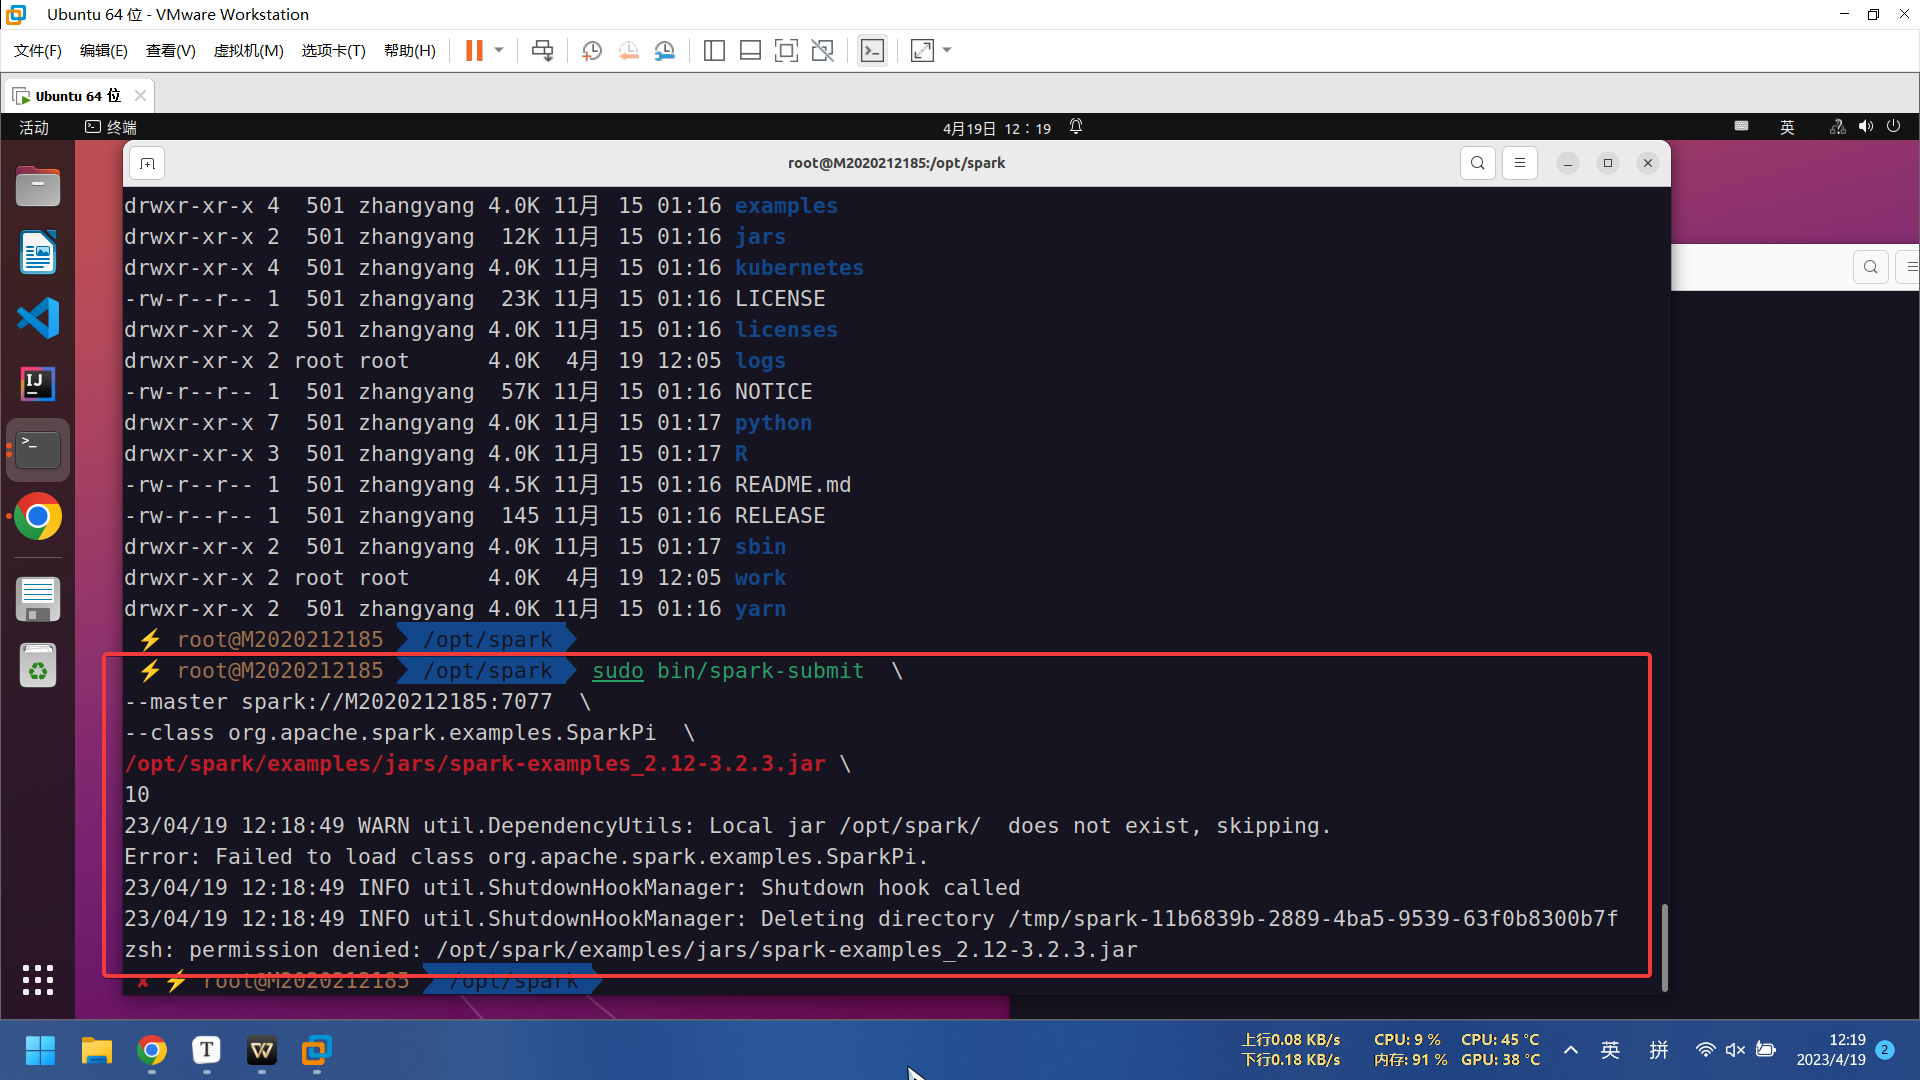 Ubuntu 64 位 - VMware Workstation
文件(F) 编辑(E) 查看(V) 虚拟机(M) 选项卡(T) 帮助(H)
Ubuntu 64 位
活动 终端 4月19日 12：19 英
root@M2020212185:/opt/spark
drwxr-xr-x 4  501 zhangyang 4.0K 11月 15 01:16 examples
drwxr-xr-x 2  501 zhangyang  12K 11月 15 01:16 jars
drwxr-xr-x 4  501 zhangyang 4.0K 11月 15 01:16 kubernetes
-rw-r--r-- 1  501 zhangyang  23K 11月 15 01:16 LICENSE
drwxr-xr-x 2  501 zhangyang 4.0K 11月 15 01:16 licenses
drwxr-xr-x 2 root root      4.0K  4月 19 12:05 logs
-rw-r--r-- 1  501 zhangyang  57K 11月 15 01:16 NOTICE
drwxr-xr-x 7  501 zhangyang 4.0K 11月 15 01:17 python
drwxr-xr-x 3  501 zhangyang 4.0K 11月 15 01:17 R
-rw-r--r-- 1  501 zhangyang 4.5K 11月 15 01:16 README.md
-rw-r--r-- 1  501 zhangyang  145 11月 15 01:16 RELEASE
drwxr-xr-x 2  501 zhangyang 4.0K 11月 15 01:17 sbin
drwxr-xr-x 2 root root      4.0K  4月 19 12:05 work
drwxr-xr-x 2  501 zhangyang 4.0K 11月 15 01:16 yarn
⚡ root@M2020212185 /opt/spark
⚡ root@M2020212185 /opt/spark sudo bin/spark-submit  \
--master spark://M2020212185:7077  \
--class org.apache.spark.examples.SparkPi  \
/opt/spark/examples/jars/spark-examples_2.12-3.2.3.jar \
10
23/04/19 12:18:49 WARN util.DependencyUtils: Local jar /opt/spark/  does not exist, skipping.
Error: Failed to load class org.apache.spark.examples.SparkPi.
23/04/19 12:18:49 INFO util.ShutdownHookManager: Shutdown hook called
23/04/19 12:18:49 INFO util.ShutdownHookManager: Deleting directory /tmp/spark-11b6839b-2889-4ba5-9539-63f0b8300b7f
zsh: permission denied: /opt/spark/examples/jars/spark-examples_2.12-3.2.3.jar
✘ ⚡ root@M2020212185 /opt/spark
上行0.08 KB/s CPU: 9 % CPU: 45 °C
下行0.18 KB/s 内存: 91 % GPU: 38 °C
英 拼
12:19
2023/4/19
2